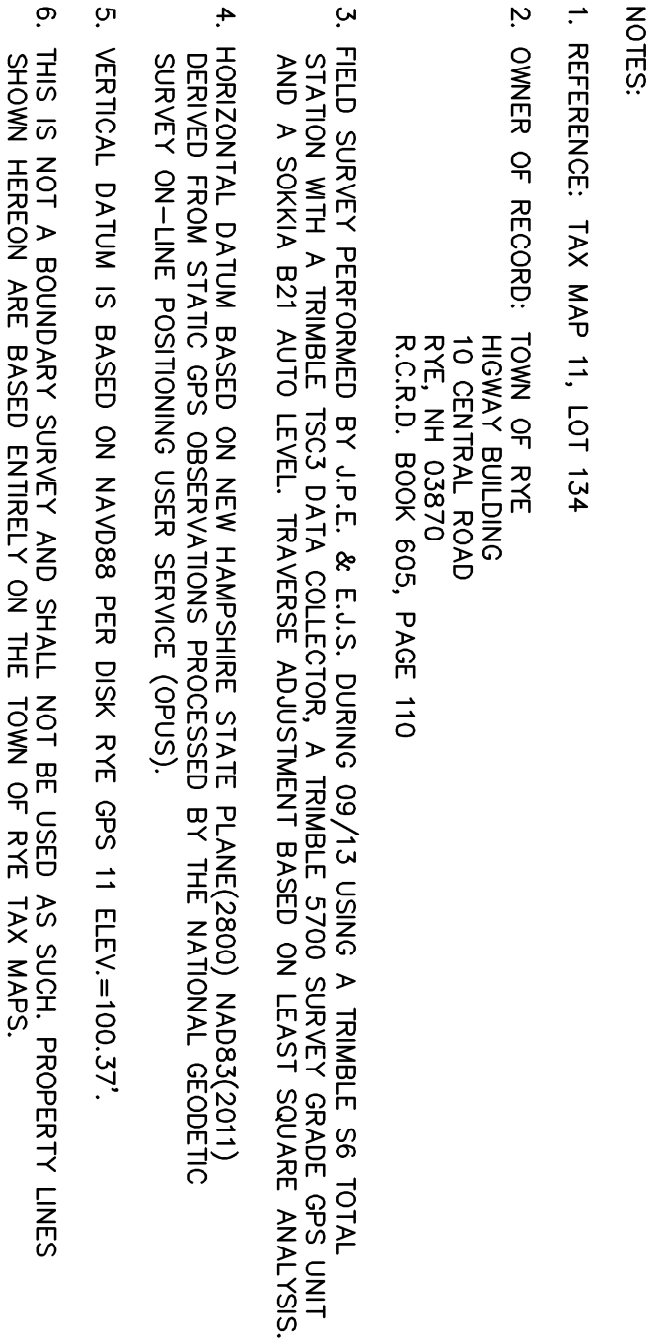 NOTES:
1. REFERENCE: TAX MAP 11, LOT 134
2. OWNER OF RECORD: TOWN OF RYE
HIGWAY BUILDING
10 CENTRAL ROAD
RYE, NH 03870
R.C.R.D. BOOK 605, PAGE 110
3. FIELD SURVEY PERFORMED BY J.P.E. & E.J.S. DURING 09/13 USING A TRIMBLE S6 TOTAL
STATION WITH A TRIMBLE TSC3 DATA COLLECTOR, A TRIMBLE 5700 SURVEY GRADE GPS UNIT
AND A SOKKIA B21 AUTO LEVEL. TRAVERSE ADJUSTMENT BASED ON LEAST SQUARE ANALYSIS.
4. HORIZONTAL DATUM BASED ON NEW HAMPSHIRE STATE PLANE(2800) NAD83(2011)
DERIVED FROM STATIC GPS OBSERVATIONS PROCESSED BY THE NATIONAL GEODETIC
SURVEY ON-LINE POSITIONING USER SERVICE (OPUS).
5. VERTICAL DATUM IS BASED ON NAVD88 PER DISK RYE GPS 11 ELEV.=100.37'.
6. THIS IS NOT A BOUNDARY SURVEY AND SHALL NOT BE USED AS SUCH. PROPERTY LINES
SHOWN HEREON ARE BASED ENTIRELY ON THE TOWN OF RYE TAX MAPS.